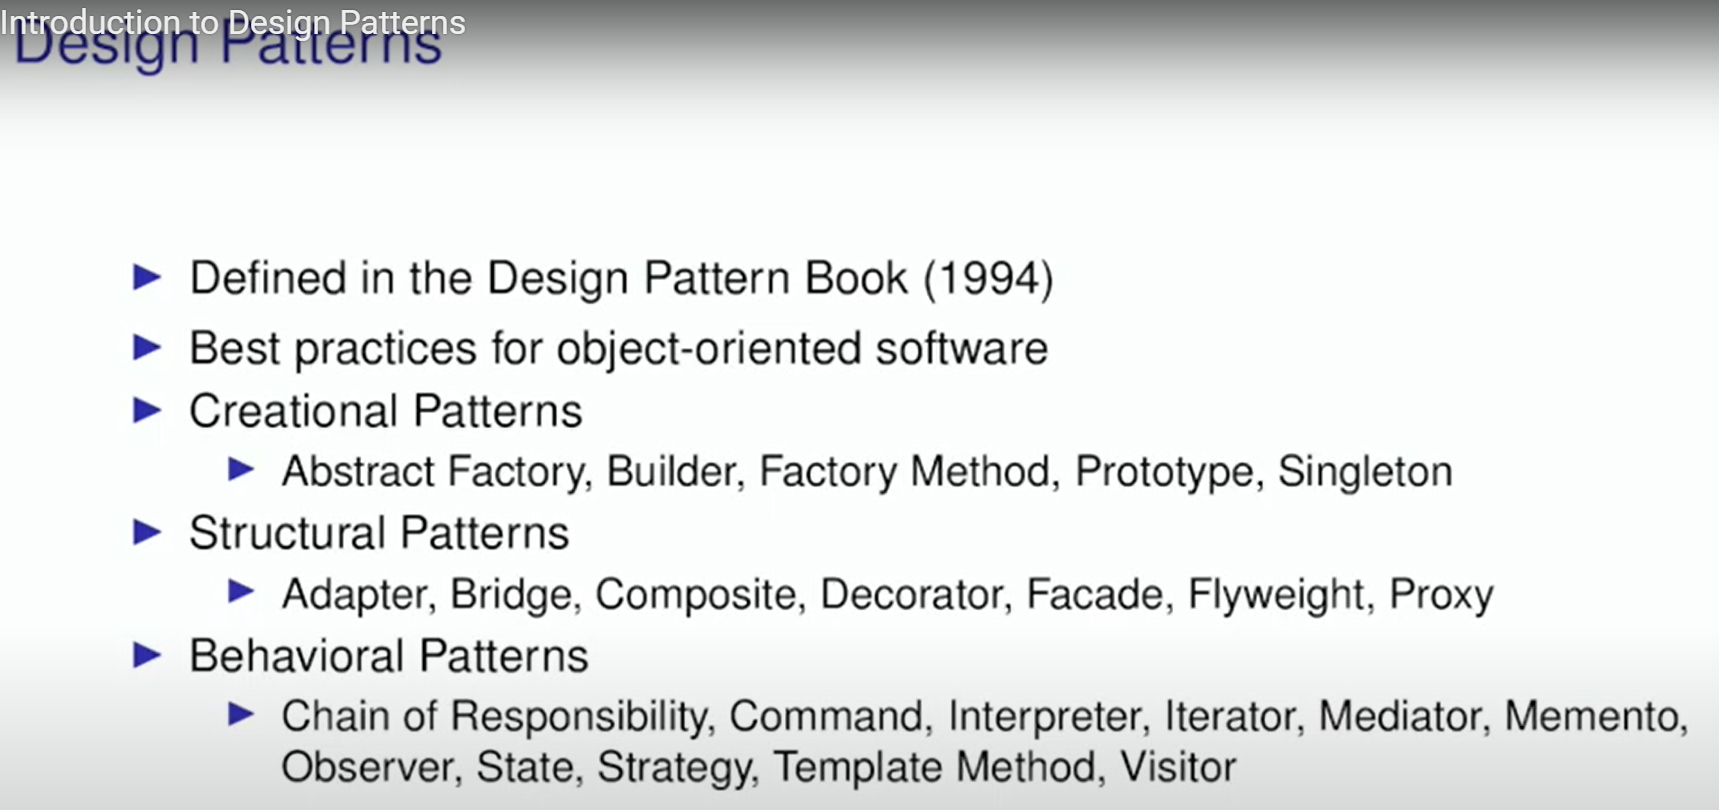 Introduction to Design Patterns
Design Patterns
Defined in the Design Pattern Book (1994)
Best practices for object-oriented software
Creational Patterns
Abstract Factory, Builder, Factory Method, Prototype, Singleton
Structural Patterns
Adapter, Bridge, Composite, Decorator, Facade, Flyweight, Proxy
Behavioral Patterns
Chain of Responsibility, Command, Interpreter, Iterator, Mediator, Memento,
Observer, State, Strategy, Template Method, Visitor